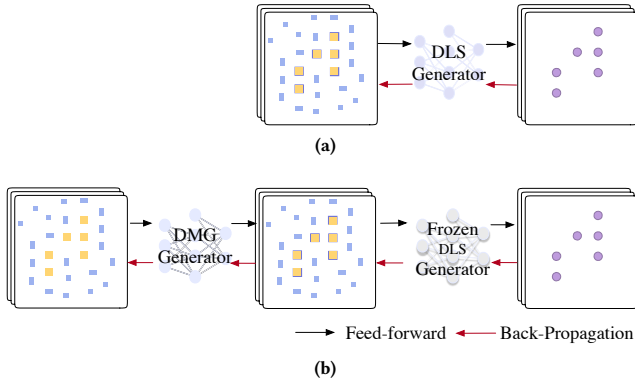 DLS
Generator
(a)
DMG
Generator
Frozen
DLS
Generator
Feed-forward
Back-Propagation
(b)